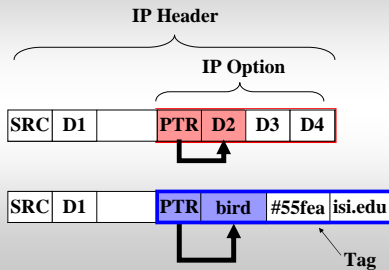 IP Header
IP Option
SRC D1 PTR D2 D3 D4
SRC D1 PTR bird #55fea isi.edu
Tag